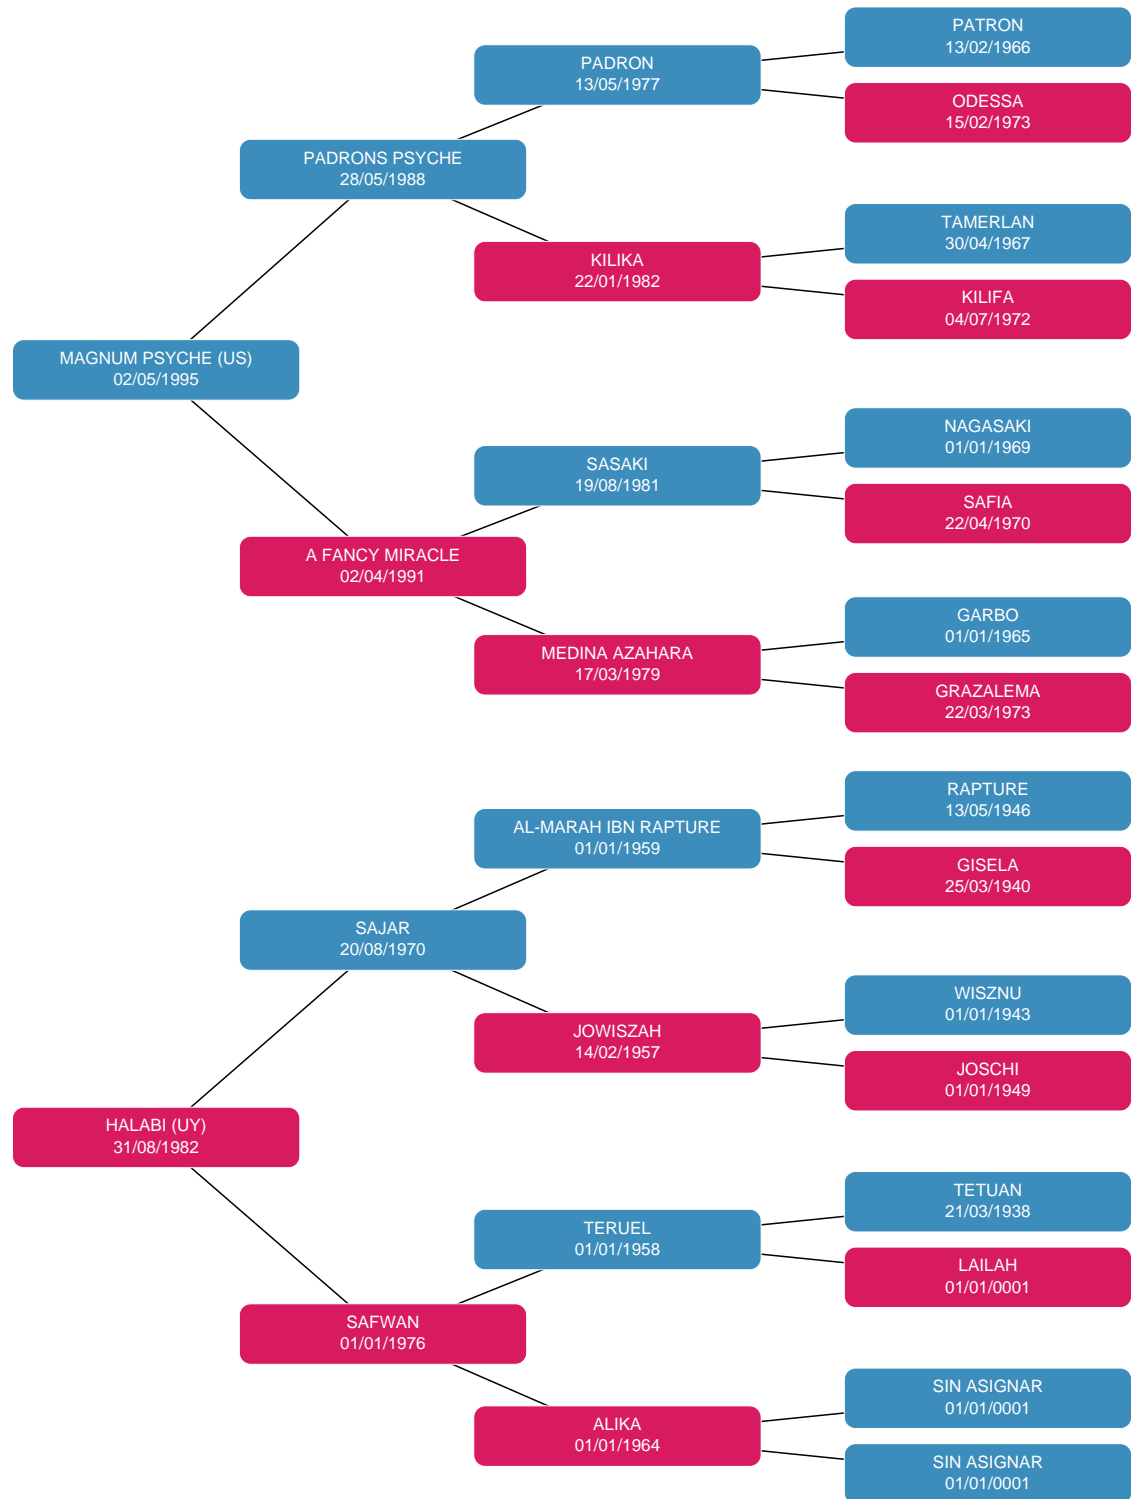 PATRON
13/02/1966
PADRON
13/05/1977
ODESSA
15/02/1973
PADRONS PSYCHE
28/05/1988
TAMERLAN
30/04/1967
KILIKA
22/01/1982
KILIFA
04/07/1972
MAGNUM PSYCHE (US)
02/05/1995
NAGASAKI
01/01/1969
SASAKI
19/08/1981
SAFIA
22/04/1970
A FANCY MIRACLE
02/04/1991
GARBO
01/01/1965
MEDINA AZAHARA
17/03/1979
GRAZALEMA
22/03/1973
RAPTURE
13/05/1946
AL-MARAH IBN RAPTURE
01/01/1959
GISELA
25/03/1940
SAJAR
20/08/1970
WISZNU
01/01/1943
JOWISZAH
14/02/1957
JOSCHI
01/01/1949
HALABI (UY)
31/08/1982
TETUAN
21/03/1938
TERUEL
01/01/1958
LAILAH
01/01/0001
SAFWAN
01/01/1976
SIN ASIGNAR
01/01/0001
ALIKA
01/01/1964
SIN ASIGNAR
01/01/0001